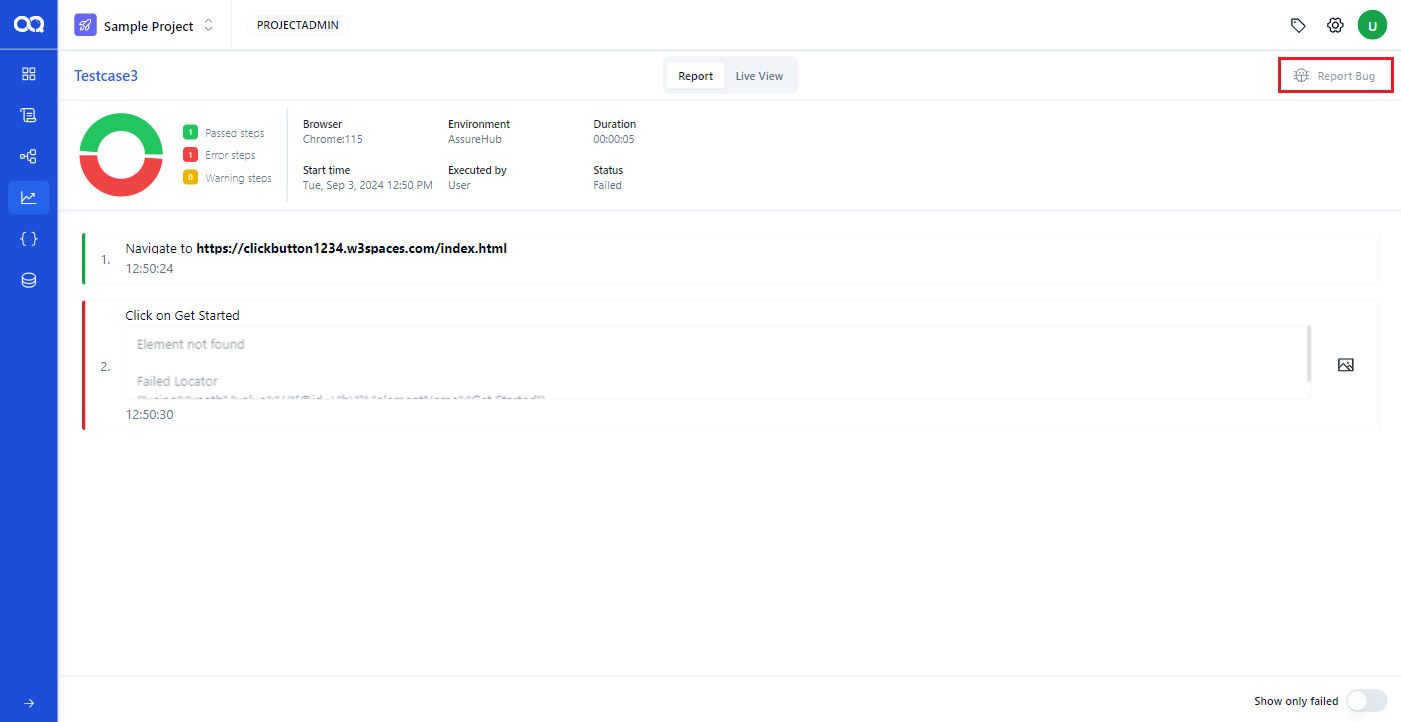 Sample Project
PROJECTADMIN
U
Testcase3
Report
Live View
Report Bug
1 Passed steps
1 Error steps
0 Warning steps
Browser
Chrome:115
Environment
AssureHub
Duration
00:00:05
Start time
Tue, Sep 3, 2024 12:50 PM
Executed by
User
Status
Failed
1.
Navigate to https://clickbutton1234.w3spaces.com/index.html
12:50:24
2.
Click on Get Started
Element not found
Failed Locator
12:50:30
Show only failed